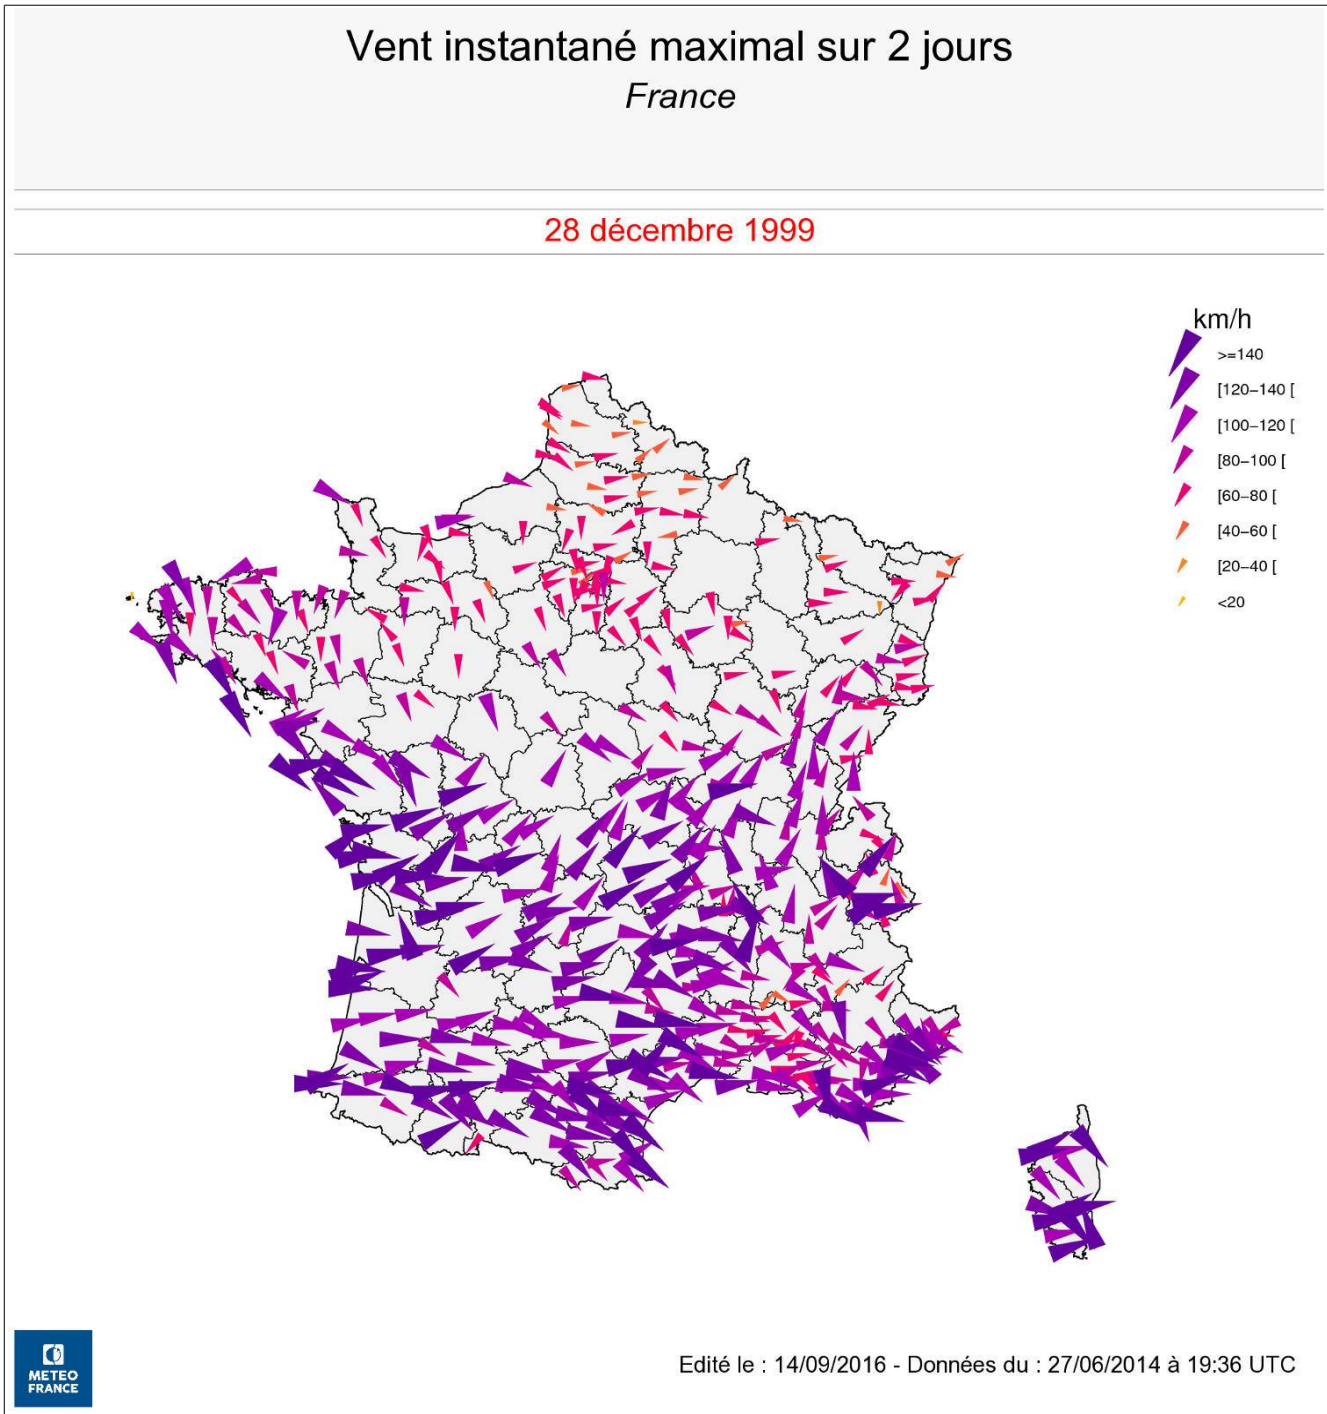 Vent instantané maximal sur 2 jours
France
28 décembre 1999
km/h
>=140
[120−140 [
[100−120 [
[80−100 [
[60−80 [
[40−60 [
[20−40 [
<20
METEO
FRANCE
Edité le : 14/09/2016 - Données du : 27/06/2014 à 19:36 UTC